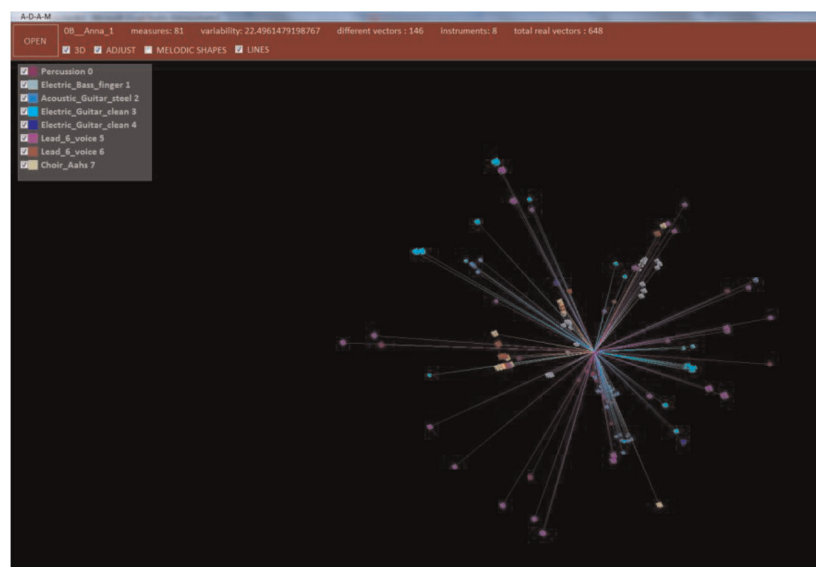 A-D-A-M
OPEN
0B__Anna_1 measures: 81 variability: 22.4961479198767 different vectors : 146 Instruments: 8 total real vectors : 648
3D ADJUST MELODIC SHAPES LINES
Percussion 0
Electric_Bass_finger 1
Acoustic_Guitar_steel 2
Electric_Guitar_clean 3
Electric_Guitar_clean 4
Lead_6_voice 5
Lead_6_voice 6
Choir_Aahs 7